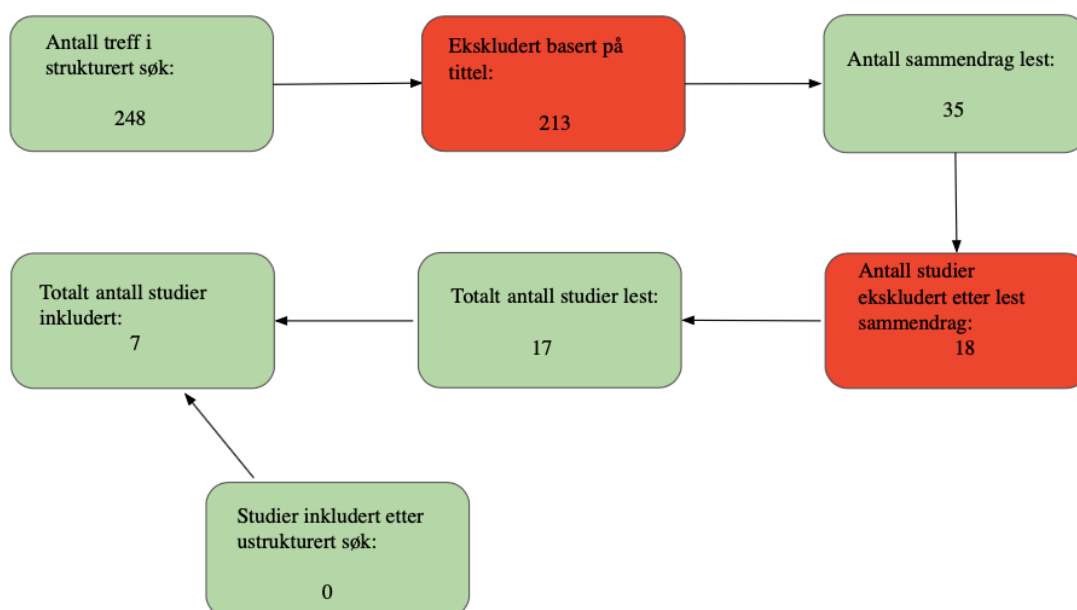 Antall treff i
strukturert søk:
248
Ekskludert basert på
tittel:
213
Antall sammendrag lest:
35
Antall studier
ekskludert etter lest
sammendrag:
18
Totalt antall studier lest:
17
Totalt antall studier
inkludert:
7
Studier inkludert etter
ustrukturert søk:
0